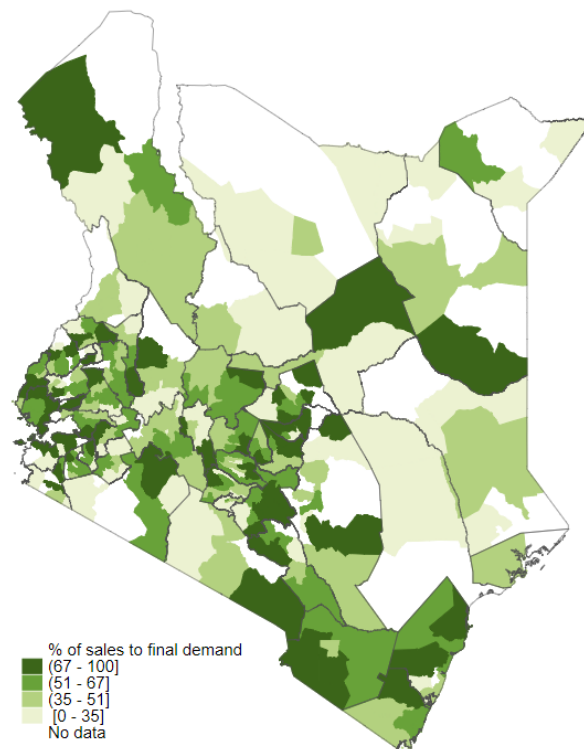 % of sales to final demand
(67 - 100]
(51 - 67]
(35 - 51]
[0 - 35]
No data